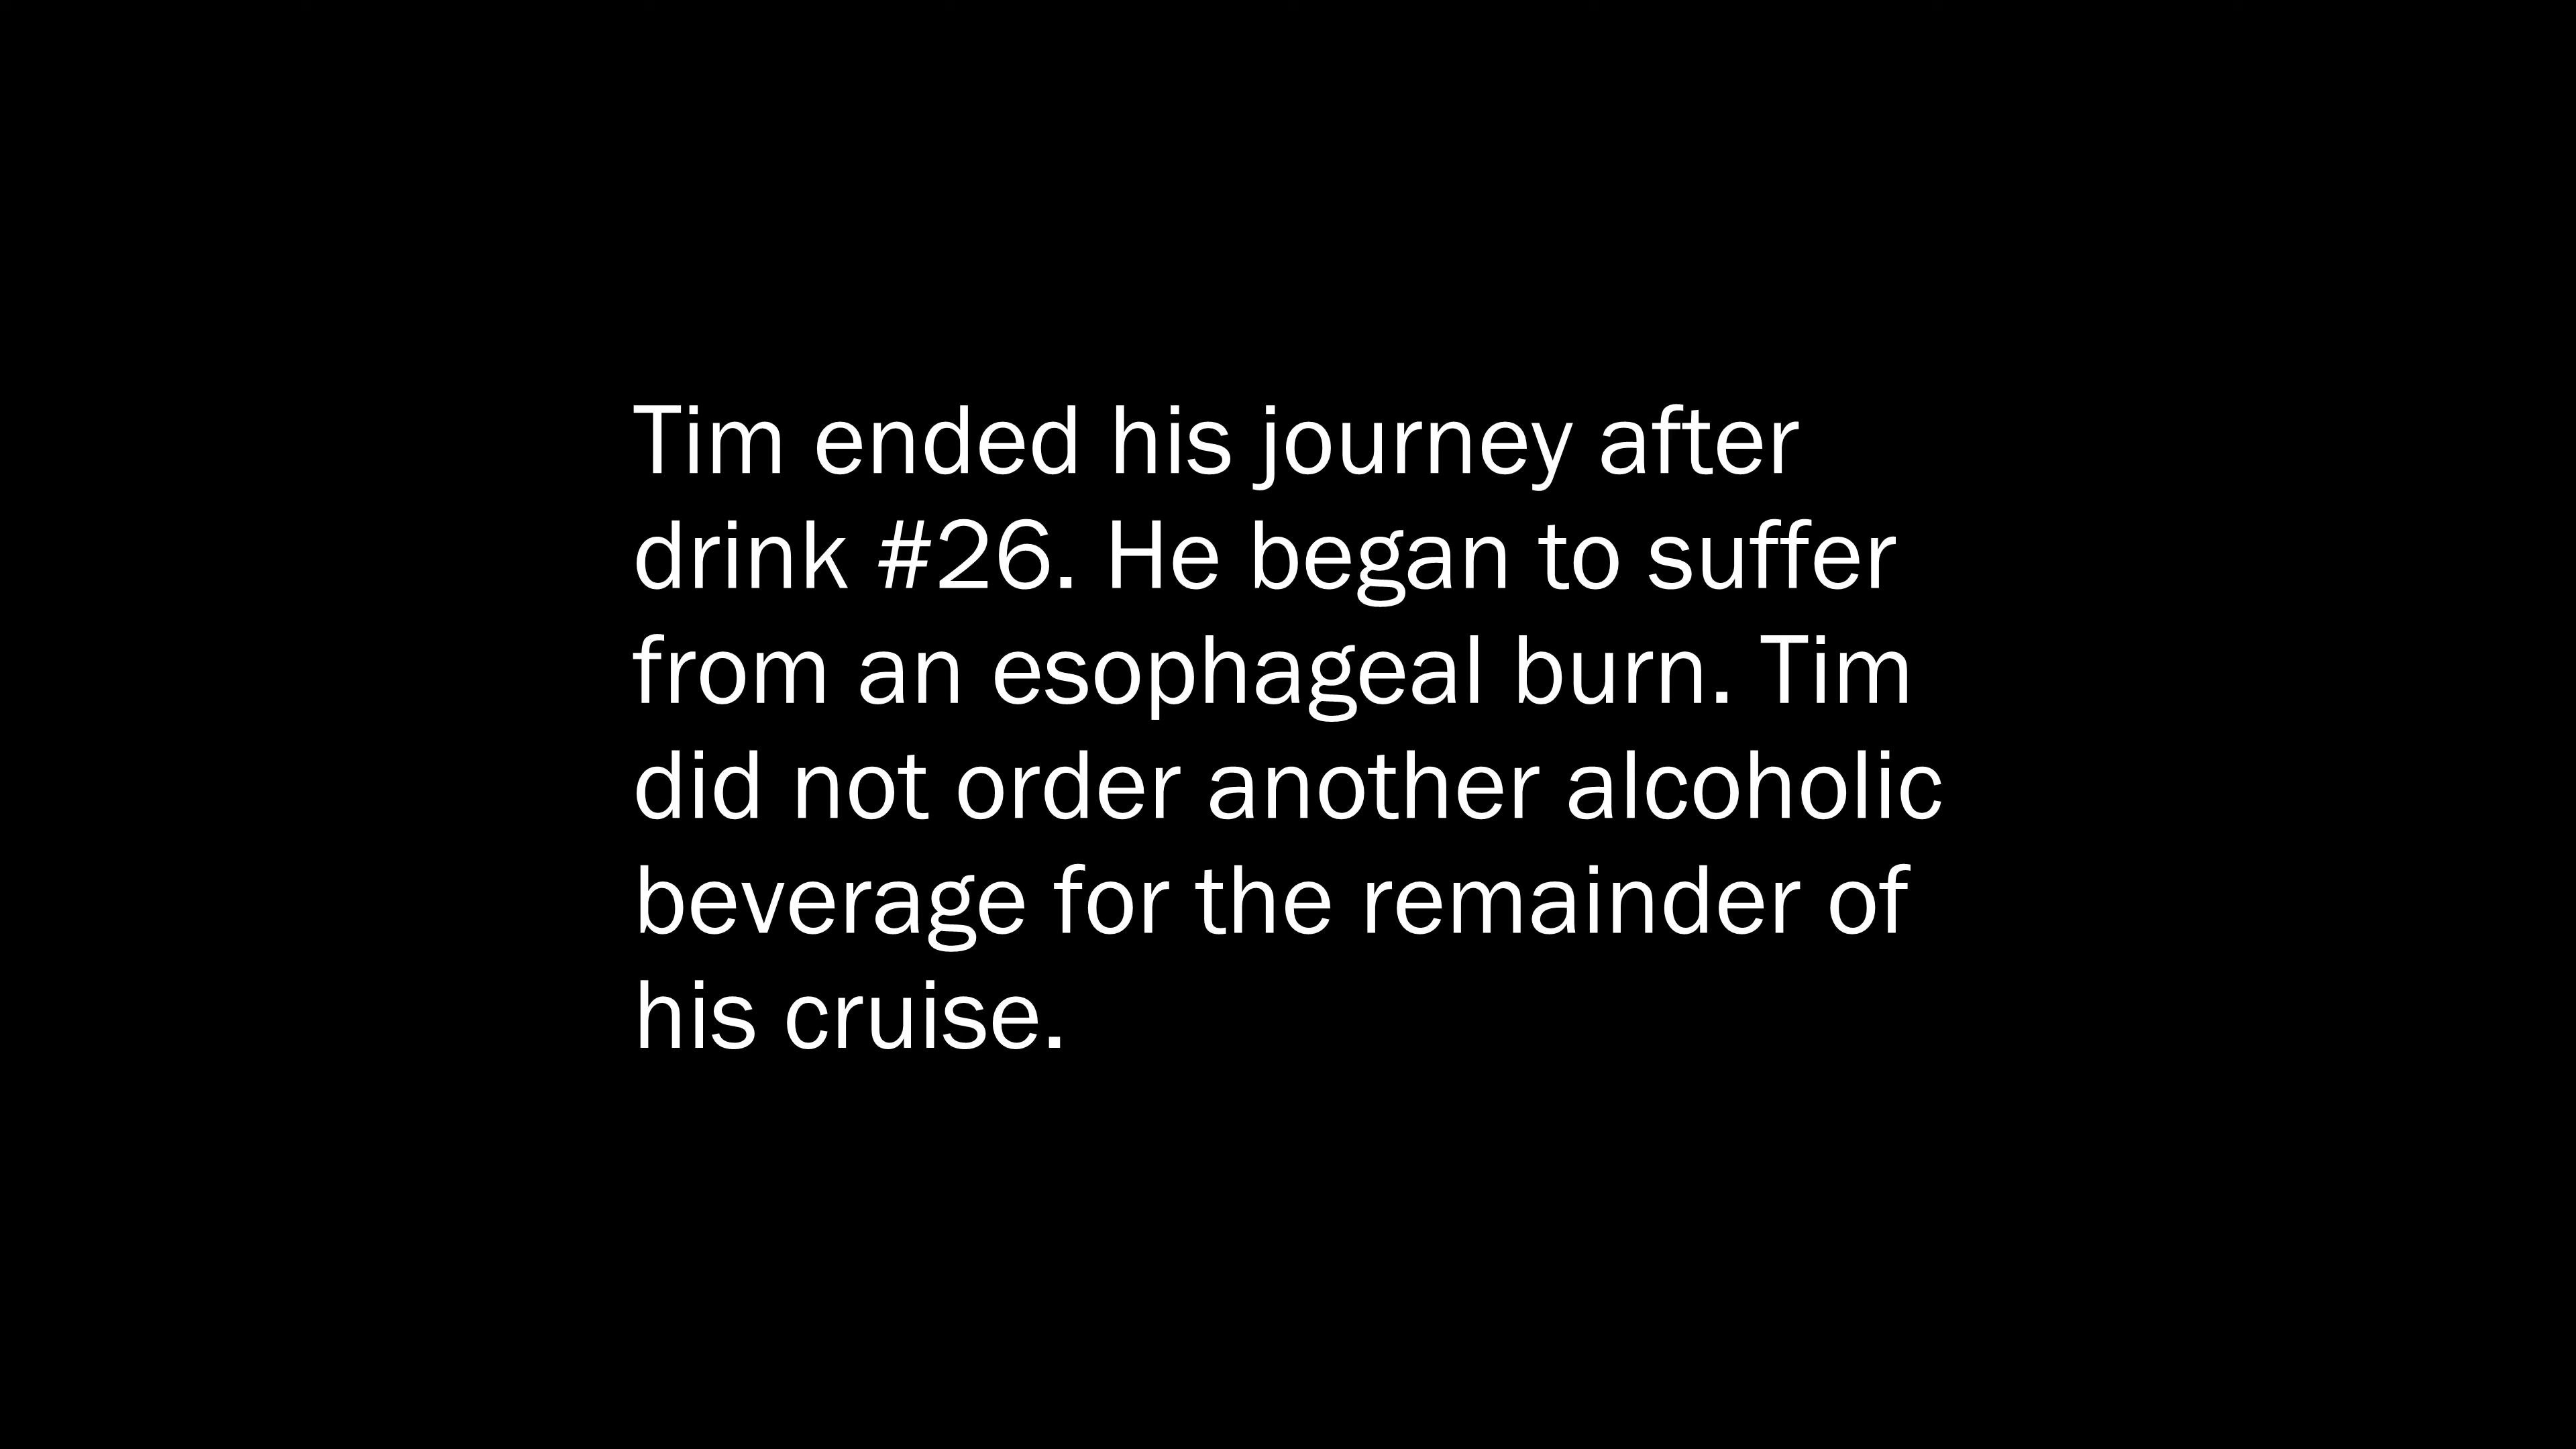 Tim ended his journey after
drink #26. He began to suffer
from an esophageal burn. Tim
did not order another alcoholic
beverage for the remainder of
his cruise.